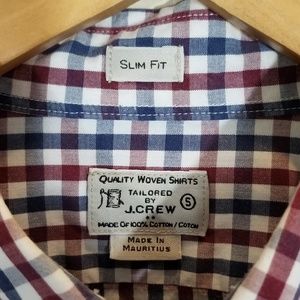 SLIM FIT
QUALITY WOVEN SHIRTS
TAILORED
BY
J.CREW
S
MADE OF 100% COTTON / COTON
MADE IN
MAURITIUS